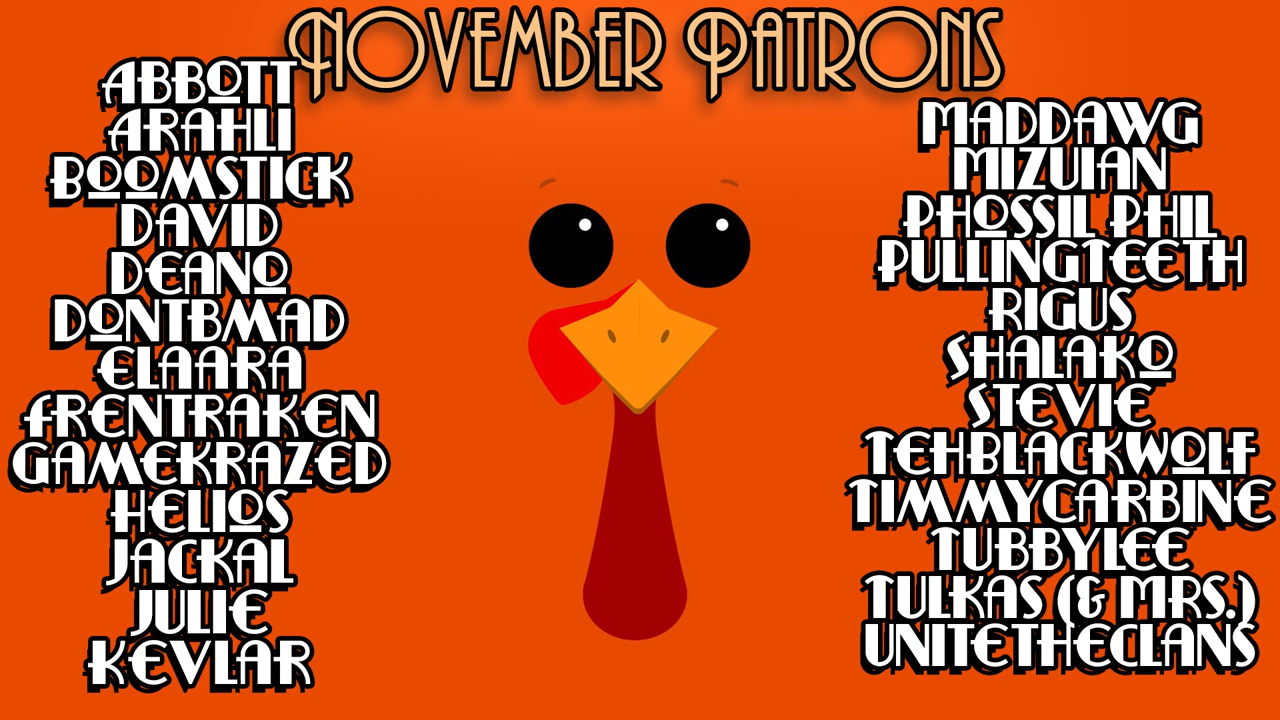 NOVEMBER PATRONS
ABBOTT
ARAHLI
BOOMSTICK
DAVID
DEANO
DONTBMAD
ELAARA
FRENTRAKEN
GAMEKRAZED
HELIOS
JACKAL
JULIE
KEVLAR
MADDAWG
MIZUIAN
PHOSSIL PHIL
PULLINGTEETH
RIGUS
SHALAKO
STEVIE
TEHBLACKWOLF
TIMMYCARBINE
TUBBYLEE
TULKAS (& MRS.)
UNITETHECLANS